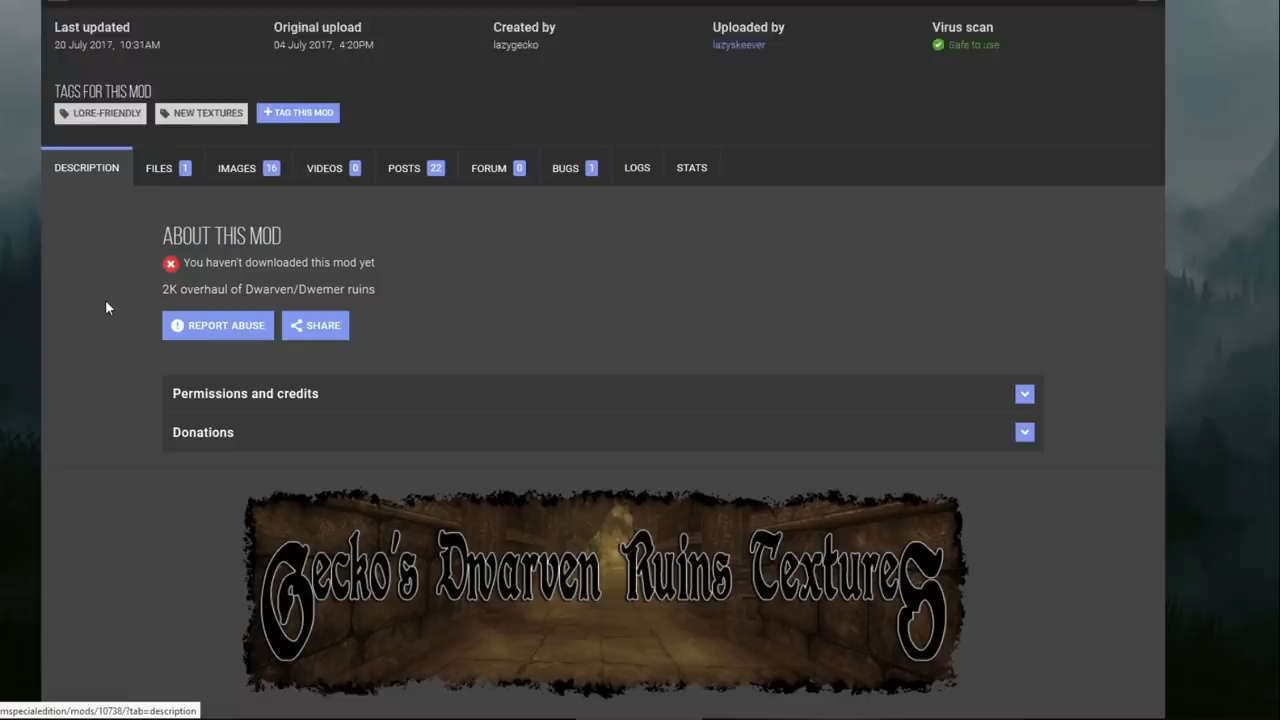 Last updated
20 July 2017, 10:31AM
Original upload
04 July 2017, 4:20PM
Created by
lazygecko
Uploaded by
lazyskeever
Virus scan
Safe to use
TAGS FOR THIS MOD
LORE-FRIENDLY
NEW TEXTURES
+ TAG THIS MOD
DESCRIPTION
FILES 1
IMAGES 16
VIDEOS 0
POSTS 22
FORUM 0
BUGS 1
LOGS
STATS
ABOUT THIS MOD
You haven't downloaded this mod yet
2K overhaul of Dwarven/Dwemer ruins
REPORT ABUSE
SHARE
Permissions and credits
Donations
Gecko's Dwarven Ruins Textures
mspecialedition/mods/10738/?tab=description